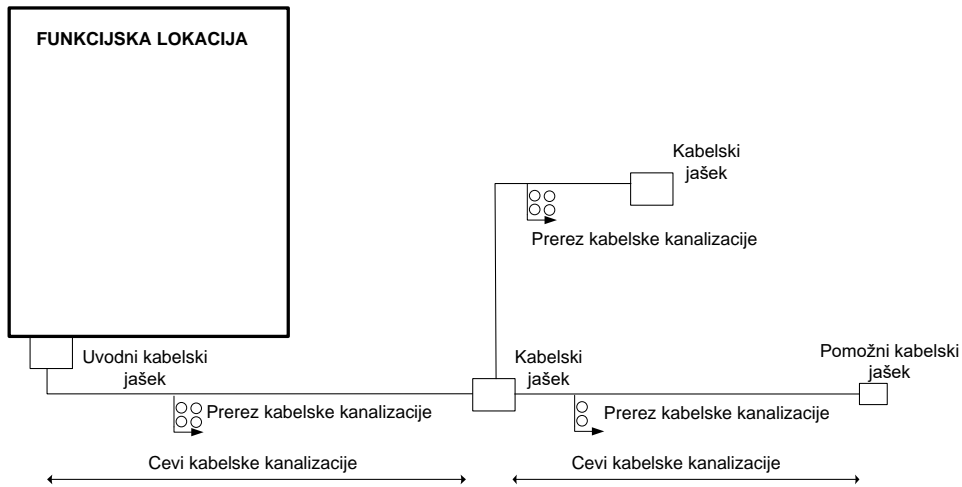 FUNKCIJSKA LOKACIJA
Kabelski
jašek
Prerez kabelske kanalizacije
Uvodni kabelski
jašek
Kabelski
jašek
Pomožni kabelski
jašek
Prerez kabelske kanalizacije
Prerez kabelske kanalizacije
Cevi kabelske kanalizacije
Cevi kabelske kanalizacije